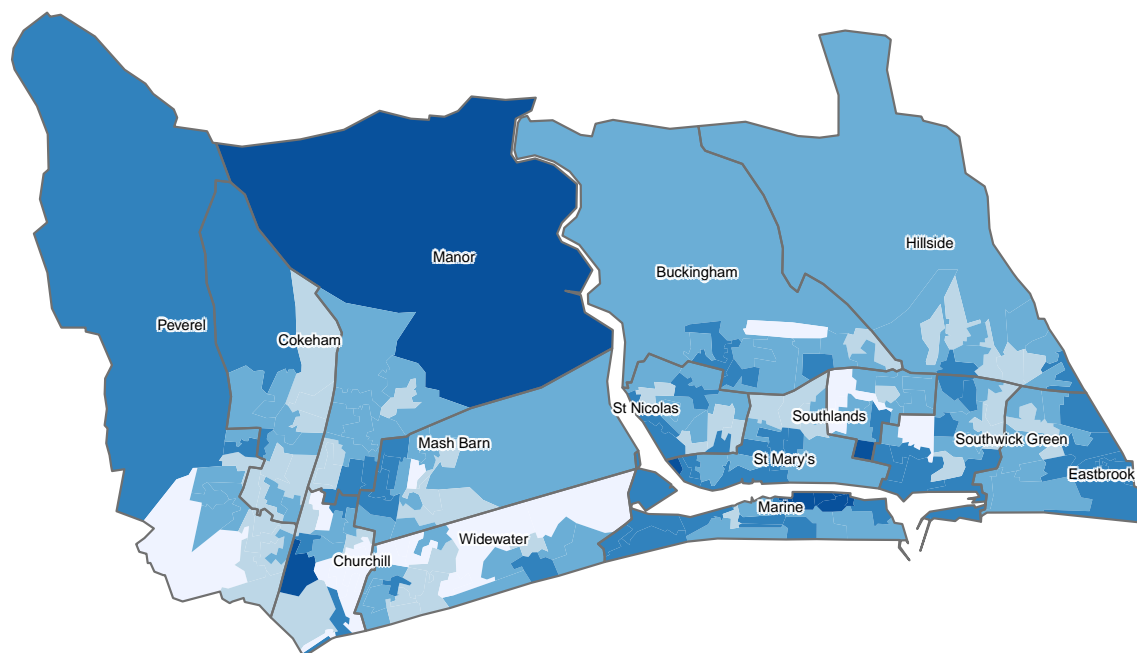 Hillside
Manor
Buckingham
Peverel
Cokeham
St Nicolas
Southlands
Mash Barn
Southwick Green
St Mary's
Eastbrook
Marine
Widewater
Churchill